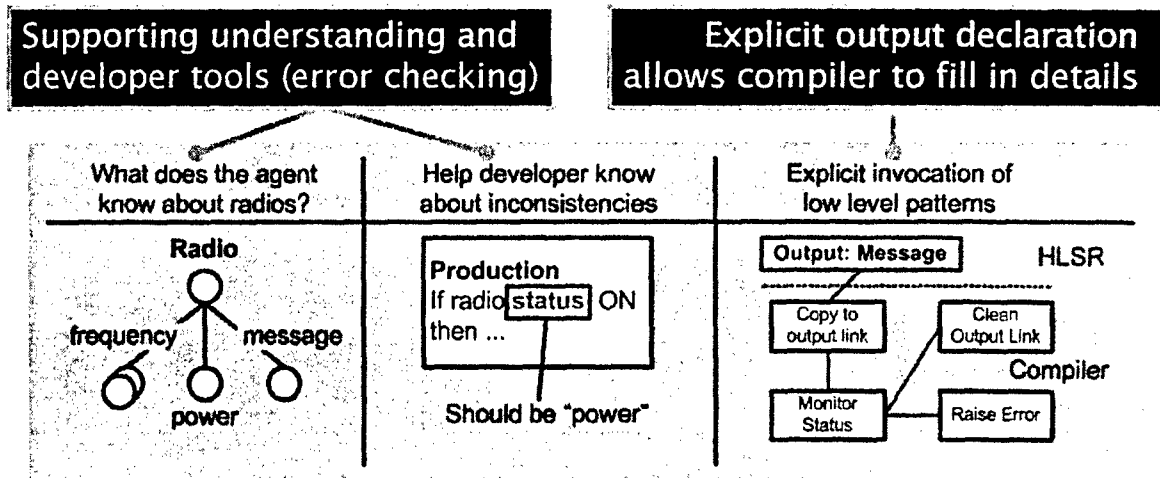 Supporting understanding and
developer tools (error checking)
Explicit output declaration
allows compiler to fill in details
What does the agent
know about radios?
Radio
frequency
message
power
Help developer know
about inconsistencies
Production
If radio status ON
then ...
Should be "power"
Explicit invocation of
low level patterns
Output: Message
HLSR
Copy to
output link
Clean
Output Link
Compiler
Monitor
Status
Raise Error